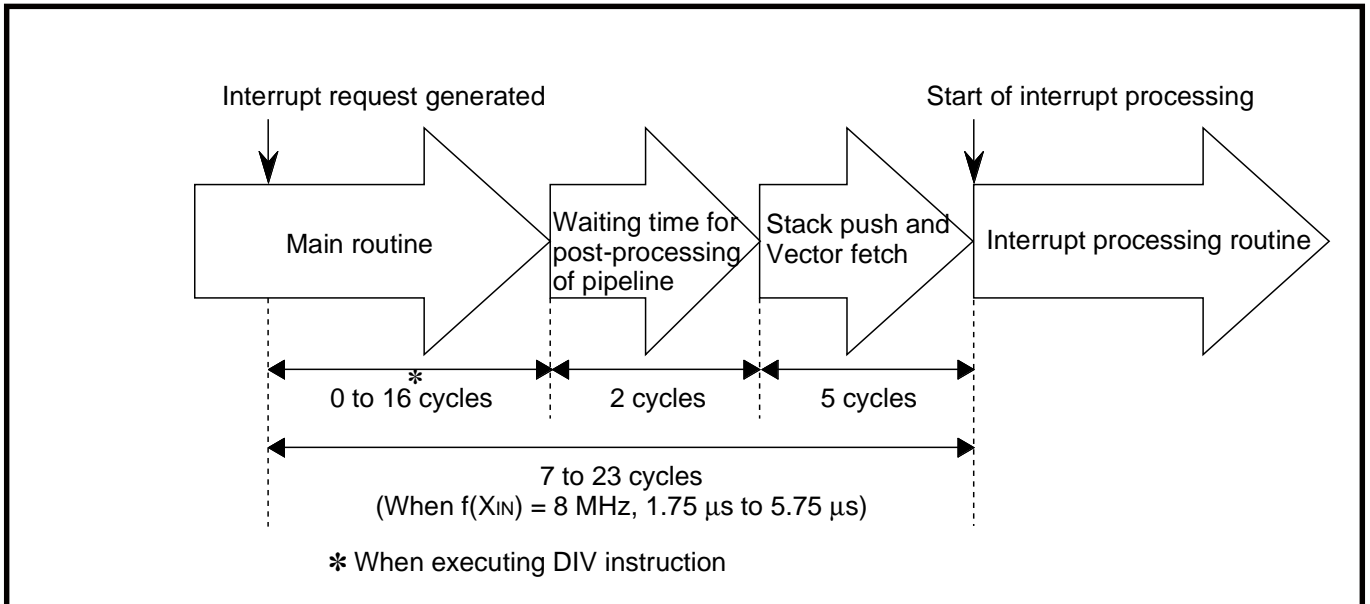 Interrupt request generated
Start of interrupt processing
Main routine
Waiting time for
post-processing
of pipeline
Stack push and
Vector fetch
Interrupt processing routine
✻
0 to 16 cycles
2 cycles
5 cycles
7 to 23 cycles
(When f(XIN) = 8 MHz, 1.75 μs to 5.75 μs)
✻ When executing DIV instruction